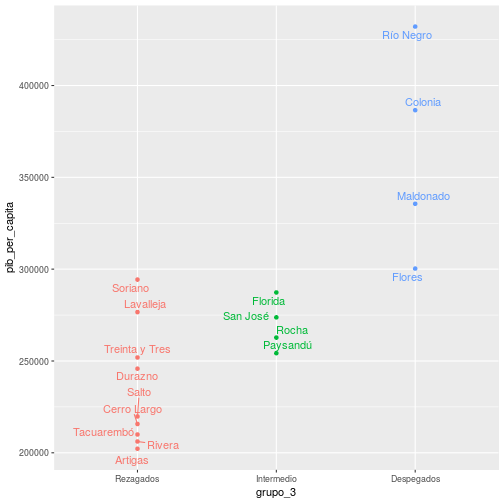 Río Negro
400000
Colonia
350000
Maldonado
300000
Flores
Soriano
Florida
Lavalleja
San José
Rocha
Treinta y Tres
Paysandú
250000
Durazno
Salto
Cerro Largo
Tacuarembó
Rivera
200000
Artigas
pib_per_capita
Rezagados
Intermedio
Despegados
grupo_3